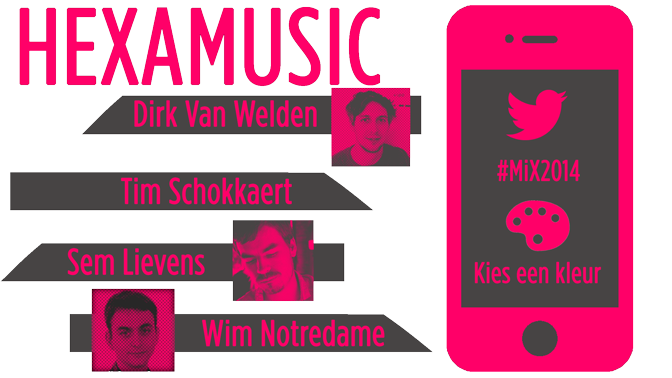 HEXAMUSIC
Dirk Van Welden
Tim Schokkaert
Sem Lievens
Wim Notredame
#MiX2014
Kies een kleur